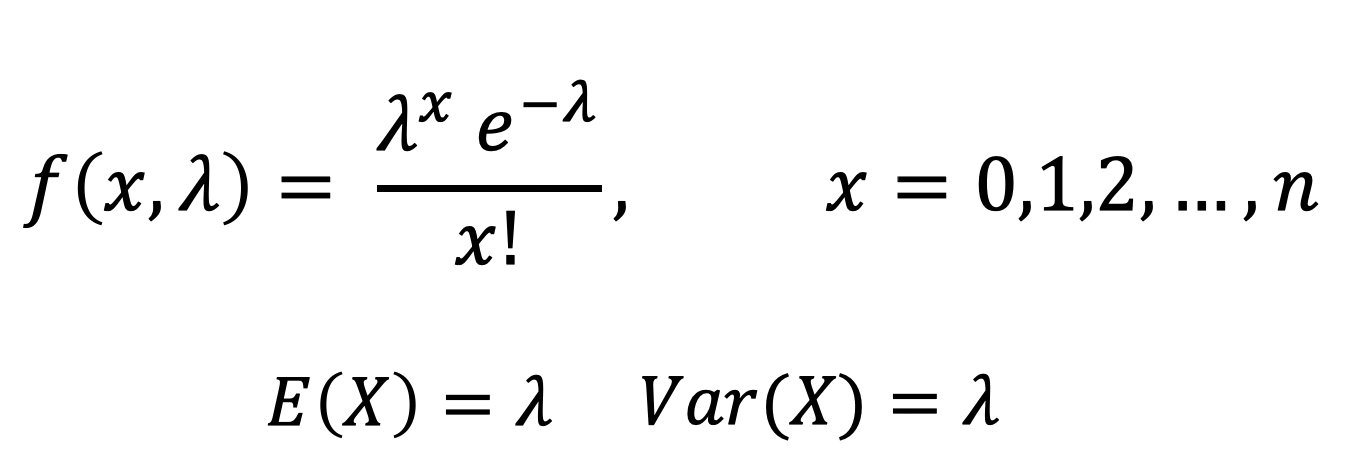 f(x, λ) = λ^x e^{−λ} / x! , x = 0,1,2, … , n
E(X) = λ Var(X) = λ